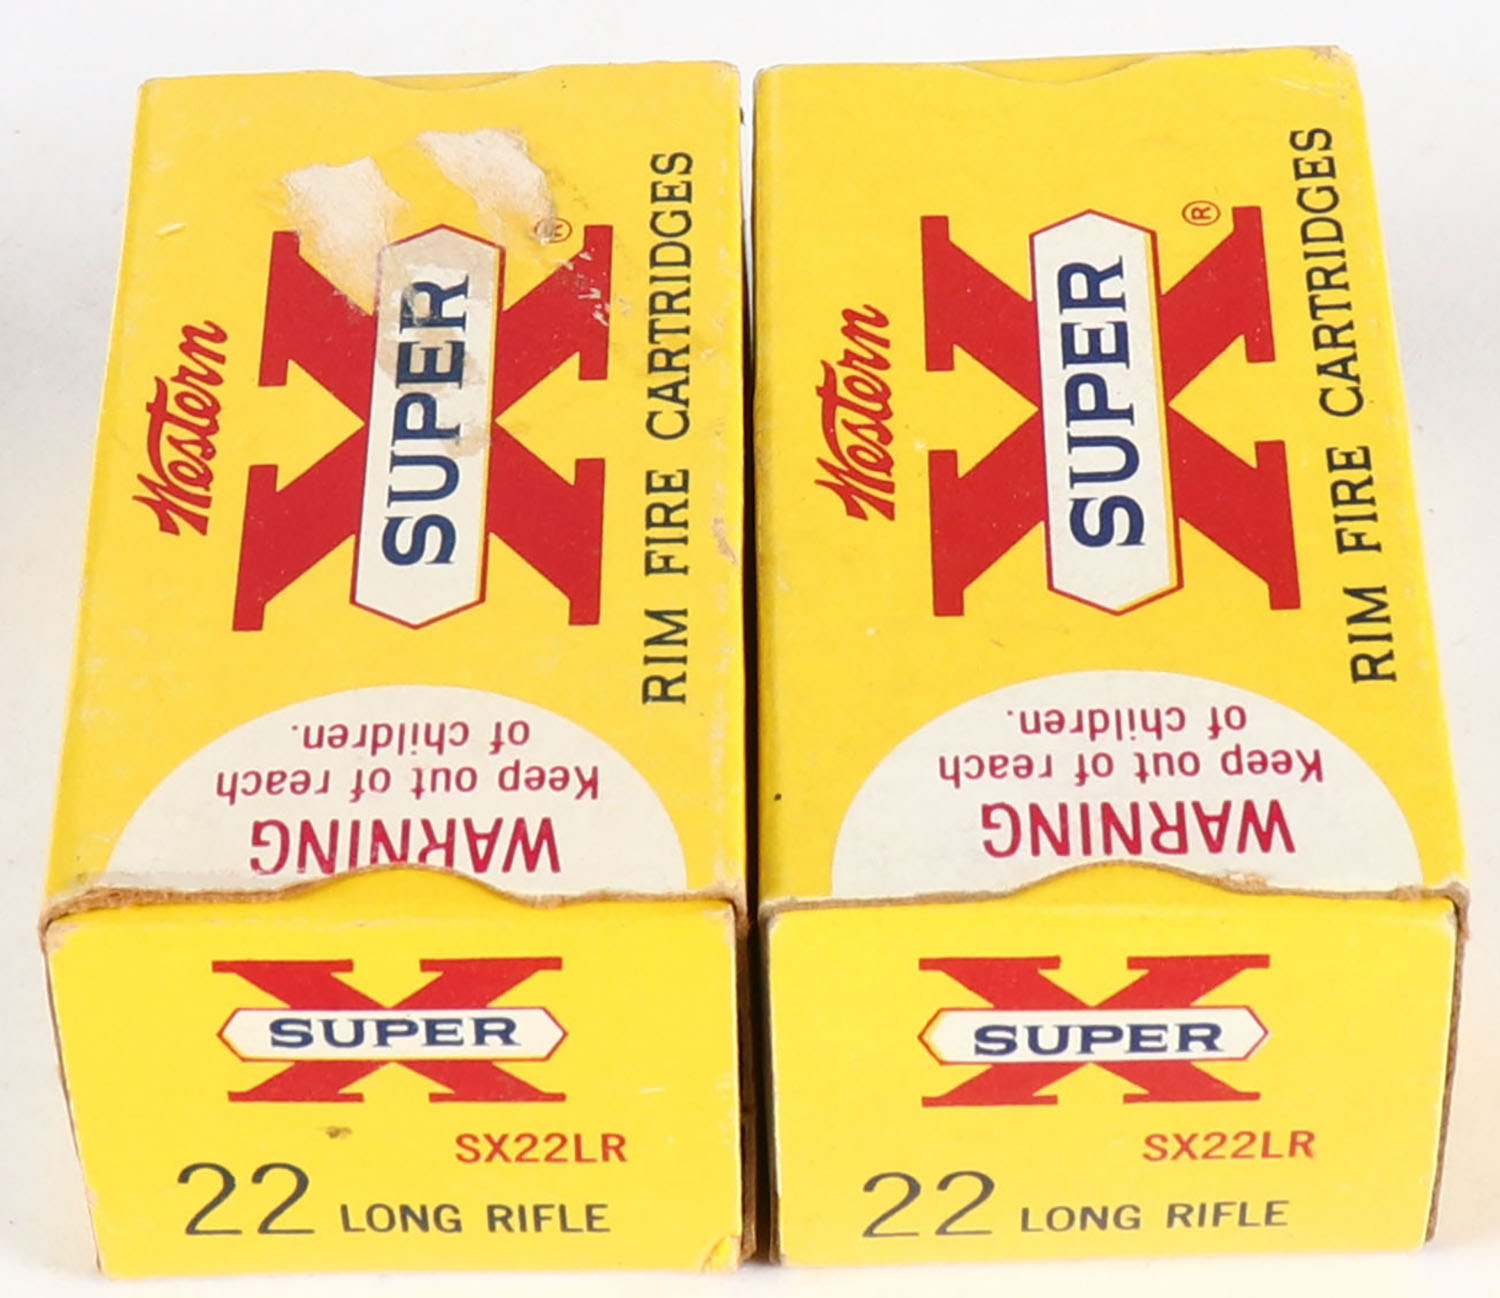 Western
SUPER X ®
RIM FIRE CARTRIDGES
WARNING
Keep out of reach
of children.
SUPER X
SX22LR
22 LONG RIFLE
Western
SUPER X ®
RIM FIRE CARTRIDGES
WARNING
Keep out of reach
of children.
SUPER X
SX22LR
22 LONG RIFLE